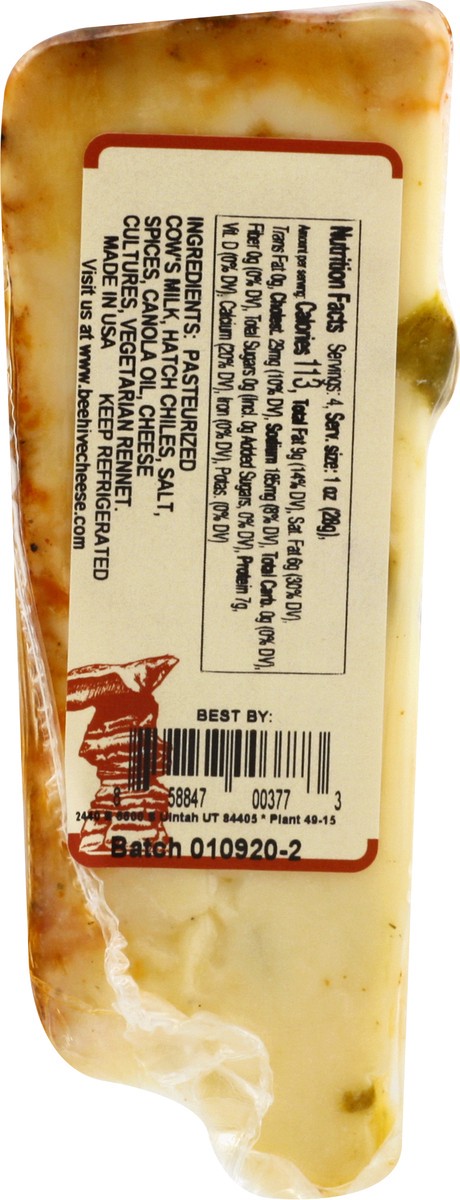 Nutrition Facts Servings: 4, Serv. size: 1 oz (28g),
Amount per serving: Calories 113, Total Fat 9g (14% DV), Sat. Fat 6g (30% DV),
Trans Fat 0g, Cholest. 29mg (10% DV), Sodium 185mg (8% DV), Total Carb. 0g (0% DV),
Fiber 0g (0% DV), Total Sugars 0g (Incl. 0g Added Sugars, 0% DV), Protein 7g,
Vit. D (0% DV), Calcium (20% DV), Iron (0% DV), Potas. (0% DV)
INGREDIENTS: PASTEURIZED
COW'S MILK, HATCH CHILES, SALT,
SPICES, CANOLA OIL, CHEESE
CULTURES, VEGETARIAN RENNET.
MADE IN USA KEEP REFRIGERATED
Visit us at www.beehivecheese.com
BEST BY:
8 58847 00377 3
Uintah UT 84405 * Plant 49-15
Batch 010920-2